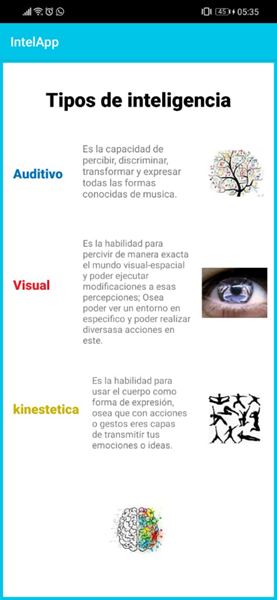 45 05:35
IntelApp
Tipos de inteligencia
Auditivo
Es la capacidad de
percibir, discriminar,
transformar y expresar
todas las formas
conocidas de musica.
Visual
Es la habilidad para
percivir de manera exacta
el mundo visual-espacial
y poder ejecutar
modificaciones a esas
percepciones; Osea
poder ver un entorno en
especifico y poder realizar
diversasa acciones en
este.
kinestetica
Es la habilidad para
usar el cuerpo como
forma de expresión,
osea que con acciones
o gestos eres capas
de transmitir tus
emociones o ideas.